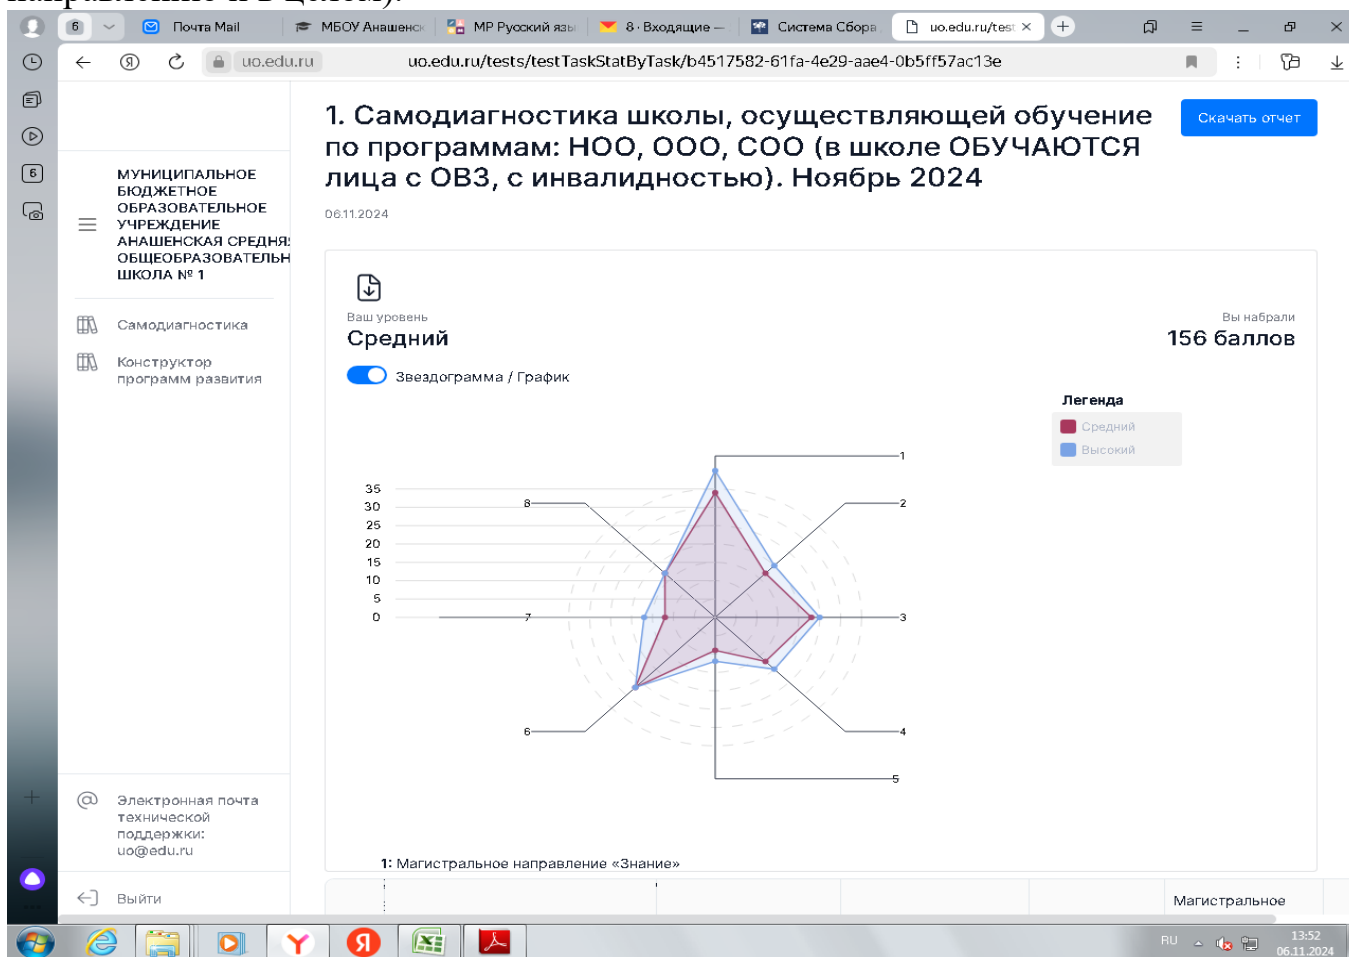 направлению и в целом).
6
Почта Mail
МБОУ Анашенск
МР Русский язы
8 · Входящие —
Система Сбора
uo.edu.ru/test
uo.edu.ru
uo.edu.ru/tests/testTaskStatByTask/b4517582-61fa-4e29-aae4-0b5ff57ac13e
6
МУНИЦИПАЛЬНОЕ
БЮДЖЕТНОЕ
ОБРАЗОВАТЕЛЬНОЕ
УЧРЕЖДЕНИЕ
АНАШЕНСКАЯ СРЕДНЯЯ
ОБЩЕОБРАЗОВАТЕЛЬН
ШКОЛА № 1
Самодиагностика
Конструктор
программ развития
Электронная почта
технической
поддержки:
uo@edu.ru
Выйти
1. Самодиагностика школы, осуществляющей обучение
по программам: НОО, ООО, СОО (в школе ОБУЧАЮТСЯ
лица с ОВЗ, с инвалидностью). Ноябрь 2024
Скачать отчет
06.11.2024
Ваш уровень
Средний
Вы набрали
156 баллов
Звездограмма / График
Легенда
Средний
Высокий
35
30
25
20
15
10
5
0
1
2
3
4
5
6
7
8
1: Магистральное направление «Знание»
Магистральное
RU
13:52
06.11.2024